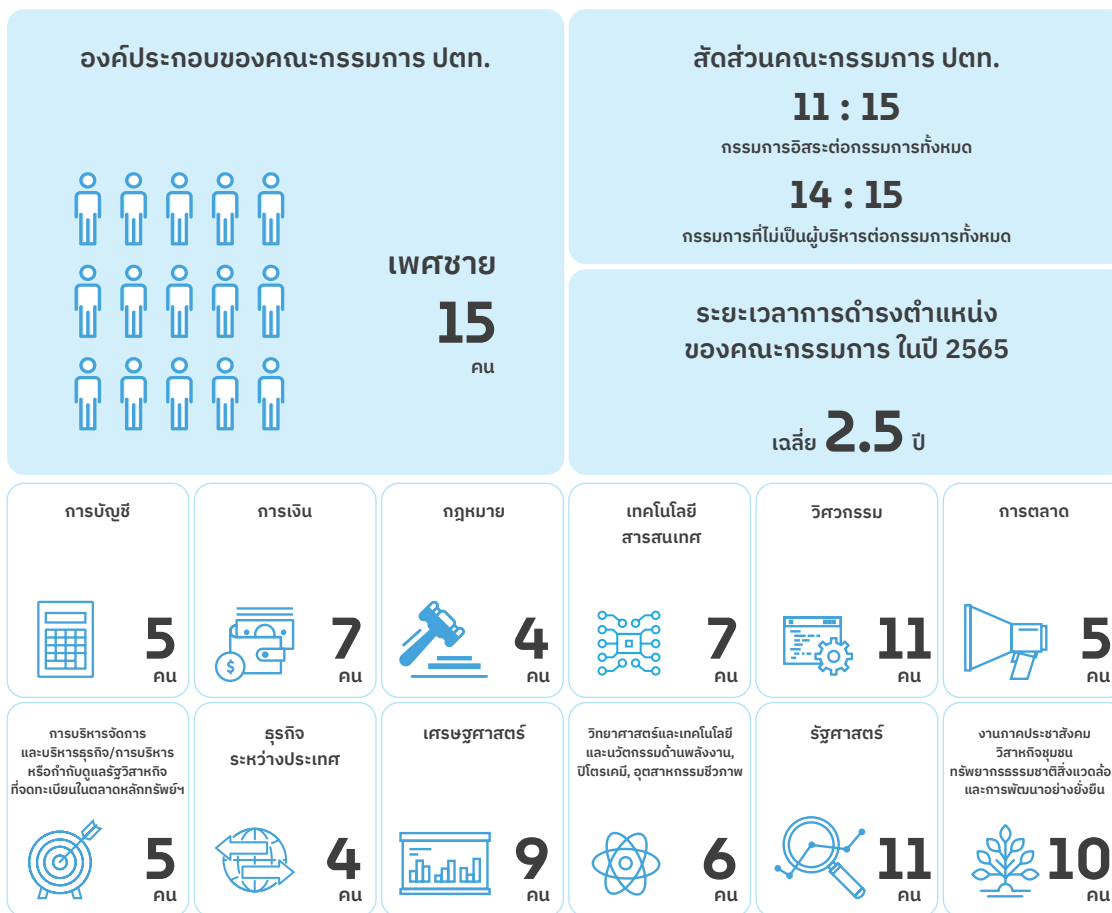 องค์ประกอบของคณะกรรมการ ปตท.
เพศชาย
15
คน
สัดส่วนคณะกรรมการ ปตท.
11 : 15
กรรมการอิสระต่อกรรมการทั้งหมด
14 : 15
กรรมการที่ไม่เป็นผู้บริหารต่อกรรมการทั้งหมด
ระยะเวลาการดำรงตำแหน่ง
ของคณะกรรมการ ในปี 2565
เฉลี่ย 2.5 ปี
การบัญชี
5
คน
การเงิน
$
7
คน
กฎหมาย
4
คน
เทคโนโลยี
สารสนเทศ
7
คน
วิศวกรรม
11
คน
การตลาด
5
คน
การบริหารจัดการ
และบริหารธุรกิจ/การบริหาร
หรือกำกับดูแลรัฐวิสาหกิจ
ที่จดทะเบียนในตลาดหลักทรัพย์ฯ
5
คน
ธุรกิจ
ระหว่างประเทศ
4
คน
เศรษฐศาสตร์
9
คน
วิทยาศาสตร์และเทคโนโลยี
และนวัตกรรมด้านพลังงาน,
ปิโตรเคมี, อุตสาหกรรมชีวภาพ
6
คน
รัฐศาสตร์
11
คน
งานภาคประชาสังคม
วิสาหกิจชุมชน
ทรัพยากรธรรมชาติสิ่งแวดล้อ
และการพัฒนาอย่างยั่งยืน
10
คน